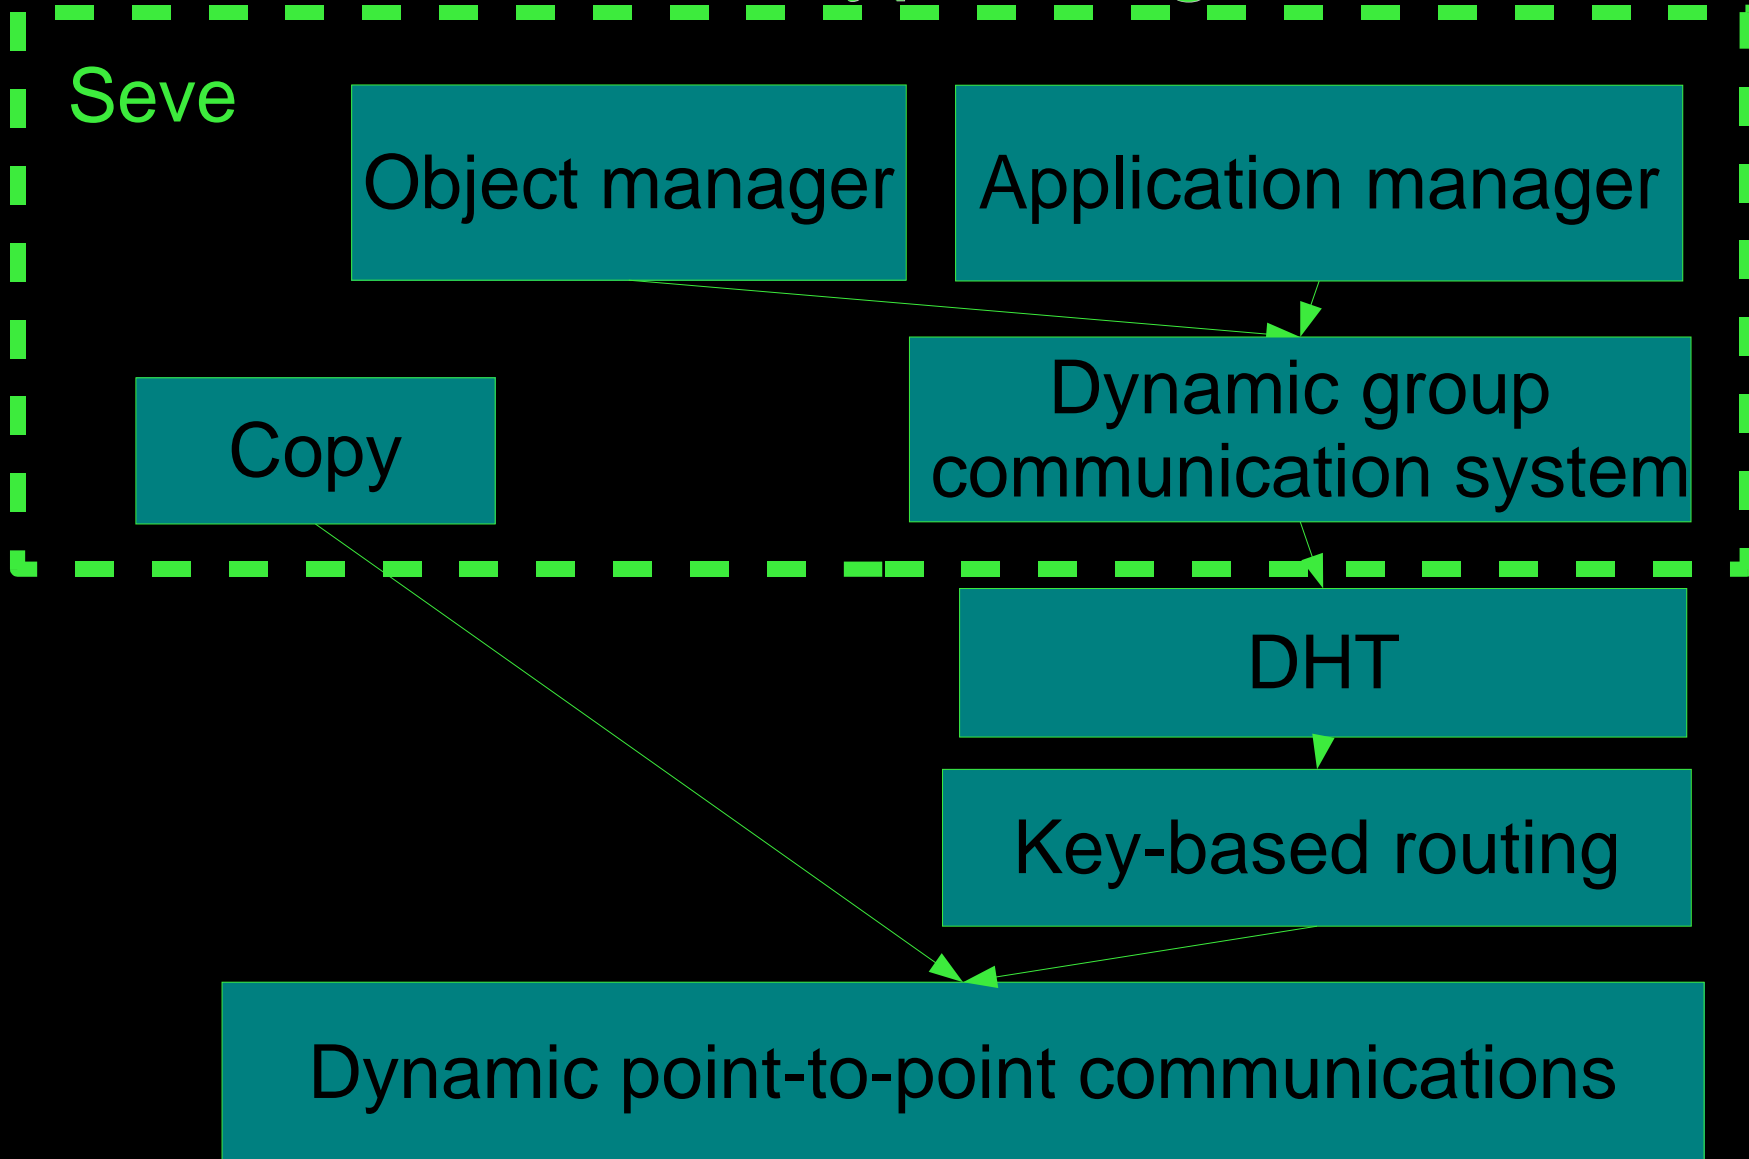 Seve
Object manager
Application manager
Dynamic group
communication system
Copy
DHT
Key-based routing
Dynamic point-to-point communications